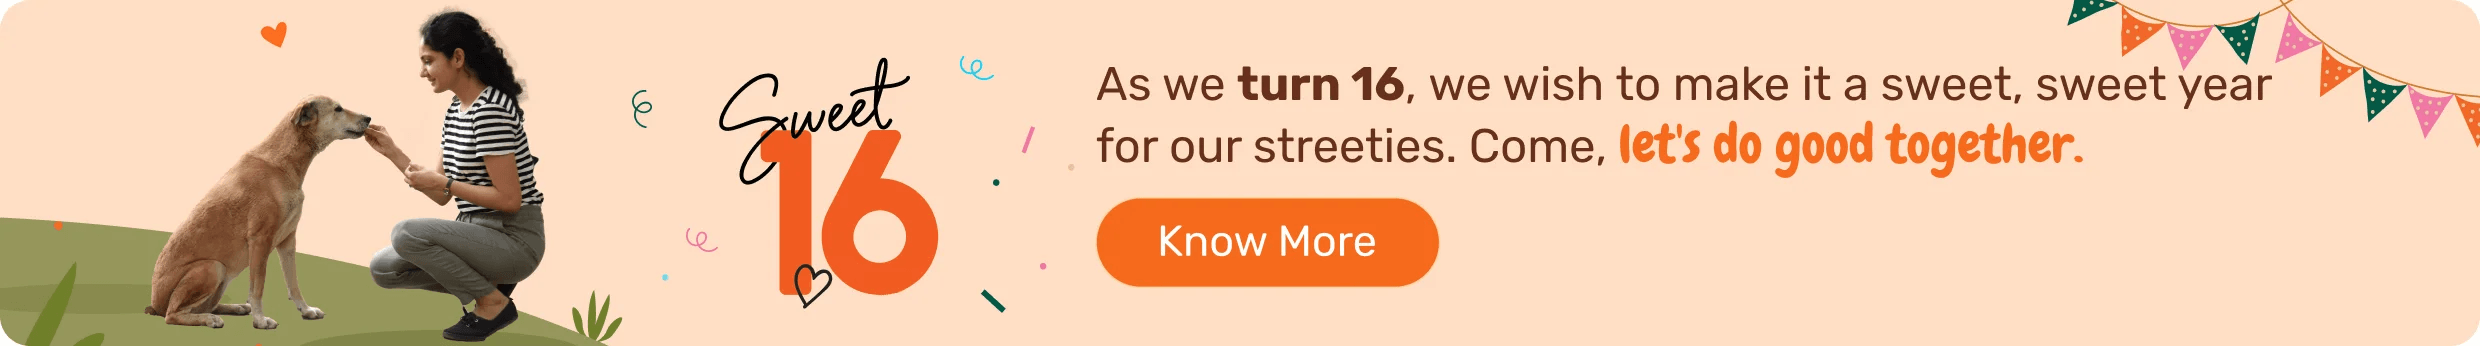 Sweet
16
As we turn 16, we wish to make it a sweet, sweet year
for our streeties. Come, let's do good together.
Know More